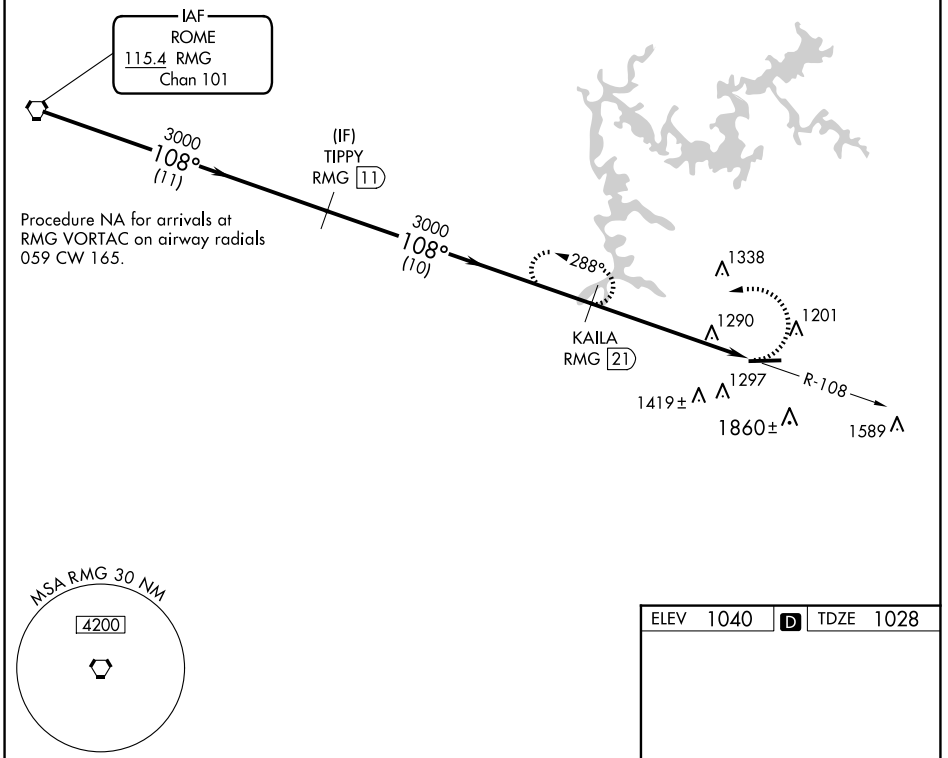 IAF
ROME
115.4 RMG
Chan 101
3000
108°
(11)
(IF)
TIPPY
RMG 11
Procedure NA for arrivals at
RMG VORTAC on airway radials
059 CW 165.
3000
108°
(10)
288°
KAILA
RMG 21
1338
1290
1201
1297
1419±
R-108
1860±
1589
MSA RMG 30 NM
4200
ELEV 1040 D TDZE 1028